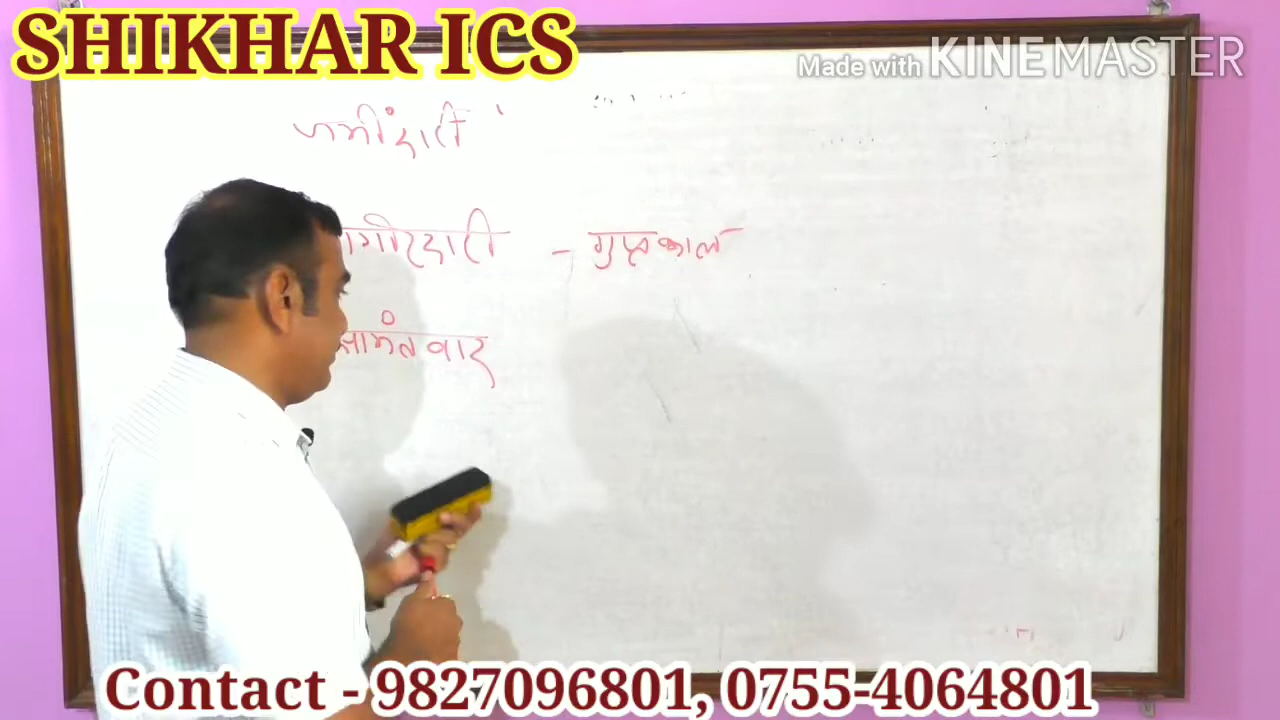 SHIKHAR ICS
Made with KINEMASTER
जमींदारी
जागीरदारी - गुप्तकाल
सामंतवाद
Contact - 9827096801, 0755-4064801